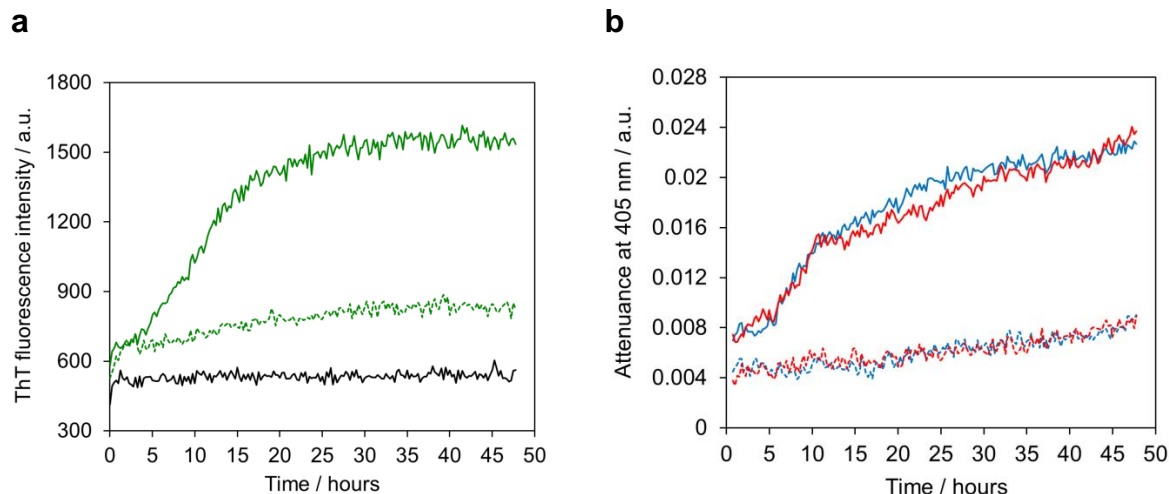 a
ThT fluorescence intensity / a.u.
1800
1500
1200
900
600
300
0 5 10 15 20 25 30 35 40 45 50
Time / hours
b
Attenuance at 405 nm / a.u.
0.028
0.024
0.02
0.016
0.012
0.008
0.004
0
0 5 10 15 20 25 30 35 40 45 50
Time / hours